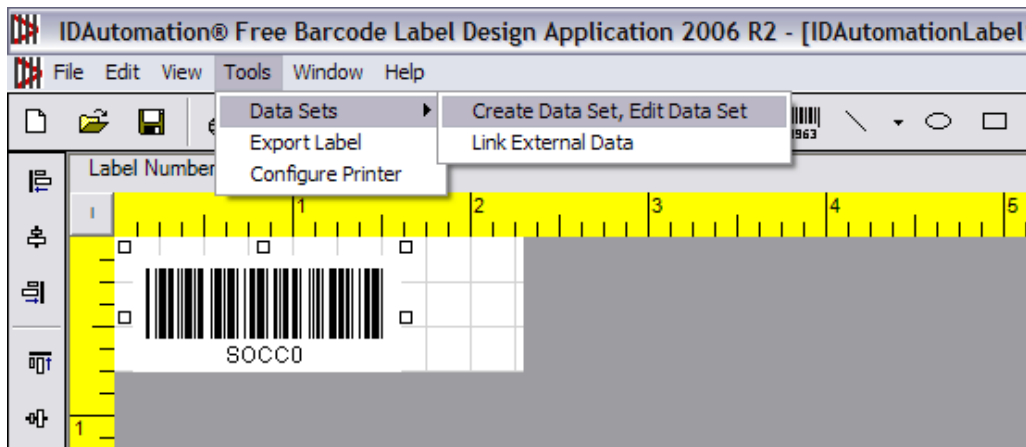 IDAutomation® Free Barcode Label Design Application 2006 R2 - [IDAutomationLabel
File Edit View Tools Window Help
Data Sets Create Data Set, Edit Data Set
Export Label Link External Data
Configure Printer
963
Label Number
1 2 3 4 5
SOCC0
1